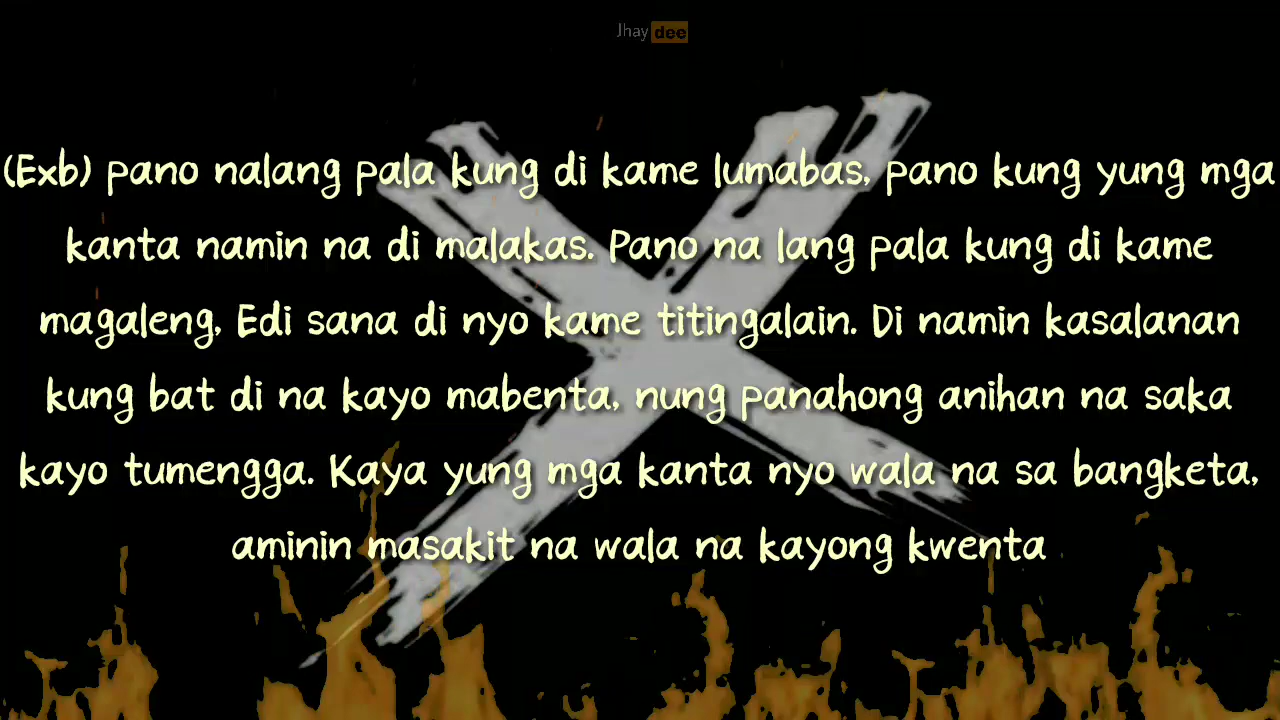 Jhay dee
(Exb) pano nalang pala kung di kame lumabas, pano kung yung mga
kanta namin na di malakas. Pano na lang pala kung di kame
magaleng, Edi sana di nyo kame titingalain. Di namin kasalanan
kung bat di na kayo mabenta, nung panahong anihan na saka
kayo tumengga. Kaya yung mga kanta nyo wala na sa bangketa,
aminin masakit na wala na kayong kwenta